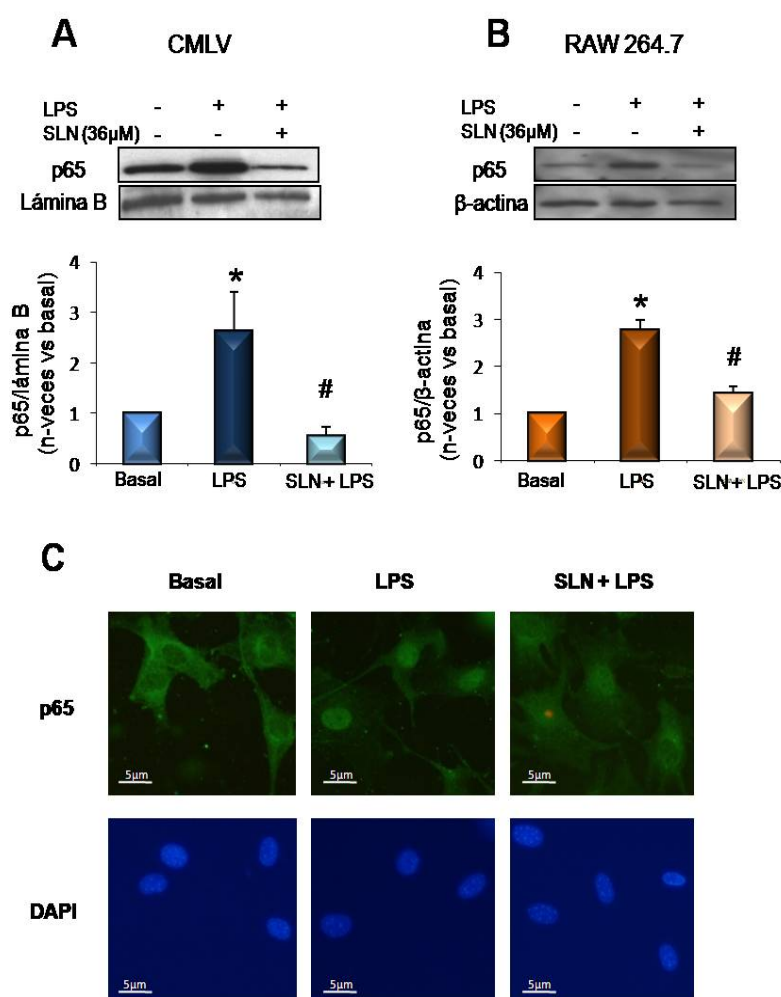 A
CMLV
LPS - + +
SLN (36µM) - - +
p65
Lámina B
p65/lámina B
(n-veces vs basal)
4
3
2
1
0
*
#
Basal LPS SLN + LPS
B
RAW 264.7
LPS - + +
SLN (36µM) - - +
p65
β-actina
p65/β-actina
(n-veces vs basal)
4
3
2
1
0
*
#
Basal LPS SLN + LPS
C
Basal LPS SLN + LPS
p65
5µm 5µm 5µm
DAPI
5µm 5µm 5µm